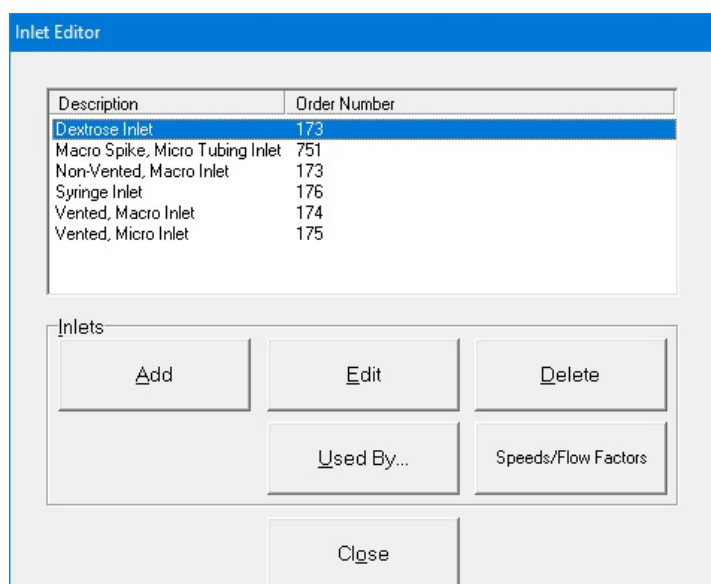 Inlet Editor
Description Order Number
Dextrose Inlet 173
Macro Spike, Micro Tubing Inlet 751
Non-Vented, Macro Inlet 173
Syringe Inlet 176
Vented, Macro Inlet 174
Vented, Micro Inlet 175
Inlets
Add Edit Delete
Used By... Speeds/Flow Factors
Close